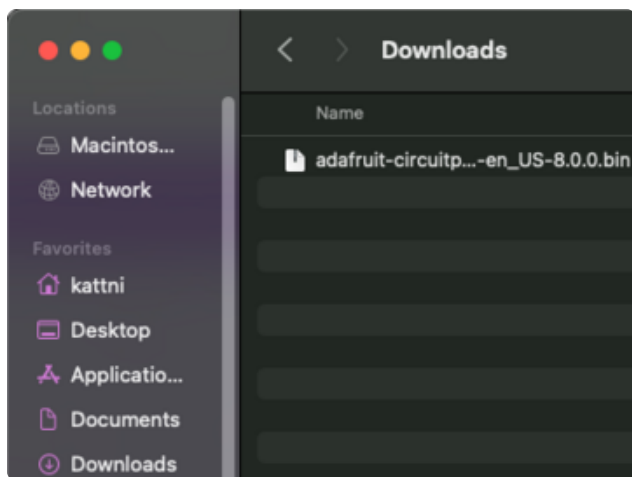 Downloads
Locations
Macintos...
Network
Favorites
kattni
Desktop
Applicatio...
Documents
Downloads
Name
adafruit-circuitp...-en_US-8.0.0.bin